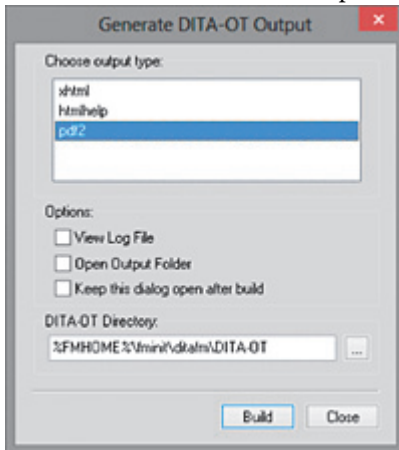 Generate DITA-OT Output
Choose output type:
xhtml
htmlhelp
pdf2
Options:
View Log File
Open Output Folder
Keep this dialog open after build
DITA-OT Directory:
%FMHOME%\fminit\ditafm\DITA-OT
...
Build Close